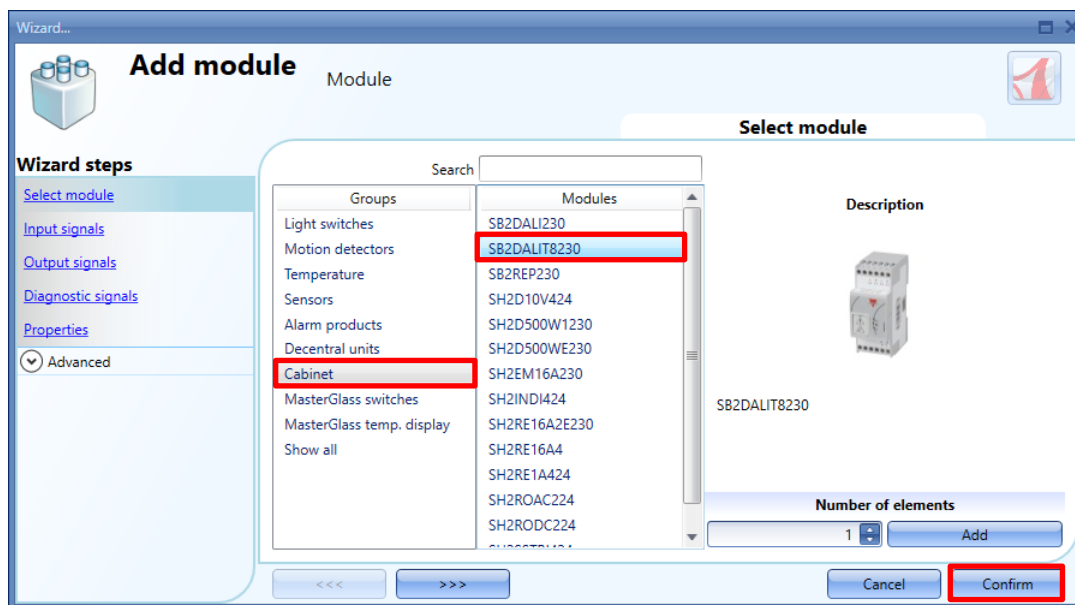 Wizard...
Add module
Module
Select module
Wizard steps
Select module
Input signals
Output signals
Diagnostic signals
Properties
Advanced
Search
Groups
Light switches
Motion detectors
Temperature
Sensors
Alarm products
Decentral units
Cabinet
MasterGlass switches
MasterGlass temp. display
Show all
Modules
SB2DALI230
SB2DALIT8230
SB2REP230
SH2D10V424
SH2D500W1230
SH2D500WE230
SH2EM16A230
SH2INDI424
SH2RE16A2E230
SH2RE16A4
SH2RE1A424
SH2ROAC224
SH2RODC224
Description
SB2DALIT8230
Number of elements
1
Add
<<<
>>>
Cancel
Confirm